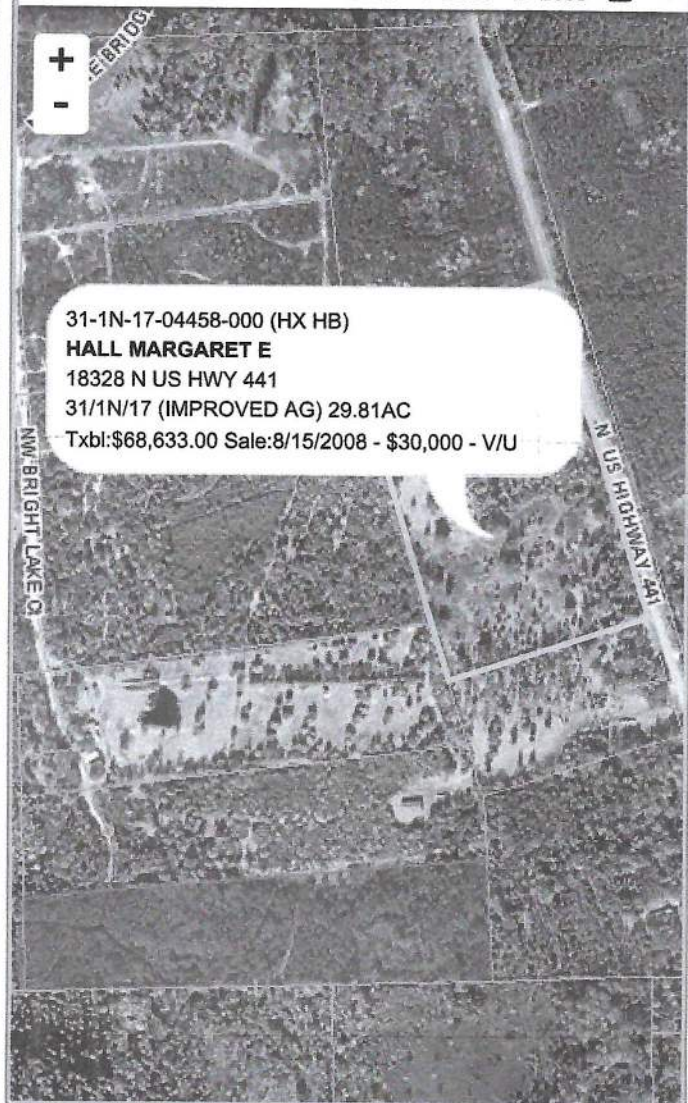 +
E BRIDG
-
31-1N-17-04458-000 (HX HB)
HALL MARGARET E
18328 N US HWY 441
31/1N/17 (IMPROVED AG) 29.81AC
Txbl:$68,633.00 Sale:8/15/2008 - $30,000 - V/U
NW BRIGHT LAKE
N US HIGHWAY 441